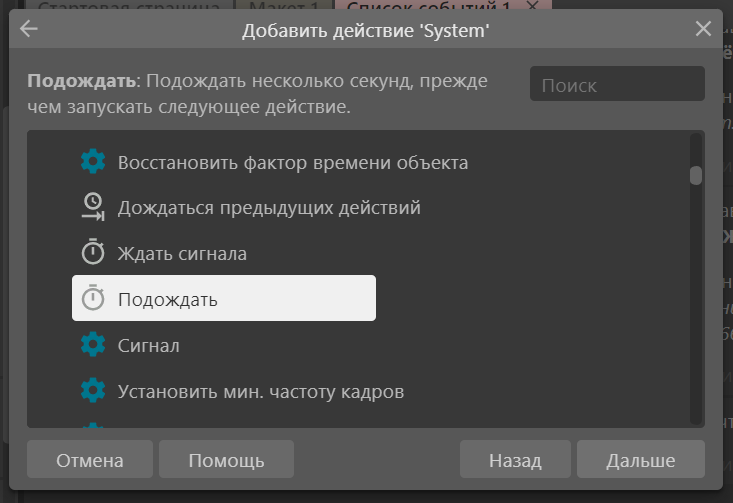 Стартовая страница Макет 1 Список событий 1
Добавить действие 'System'
Подождать: Подождать несколько секунд, прежде
чем запускать следующее действие.
Поиск
Восстановить фактор времени объекта
Дождаться предыдущих действий
Ждать сигнала
Подождать
Сигнал
Установить мин. частоту кадров
Отмена Помощь Назад Дальше